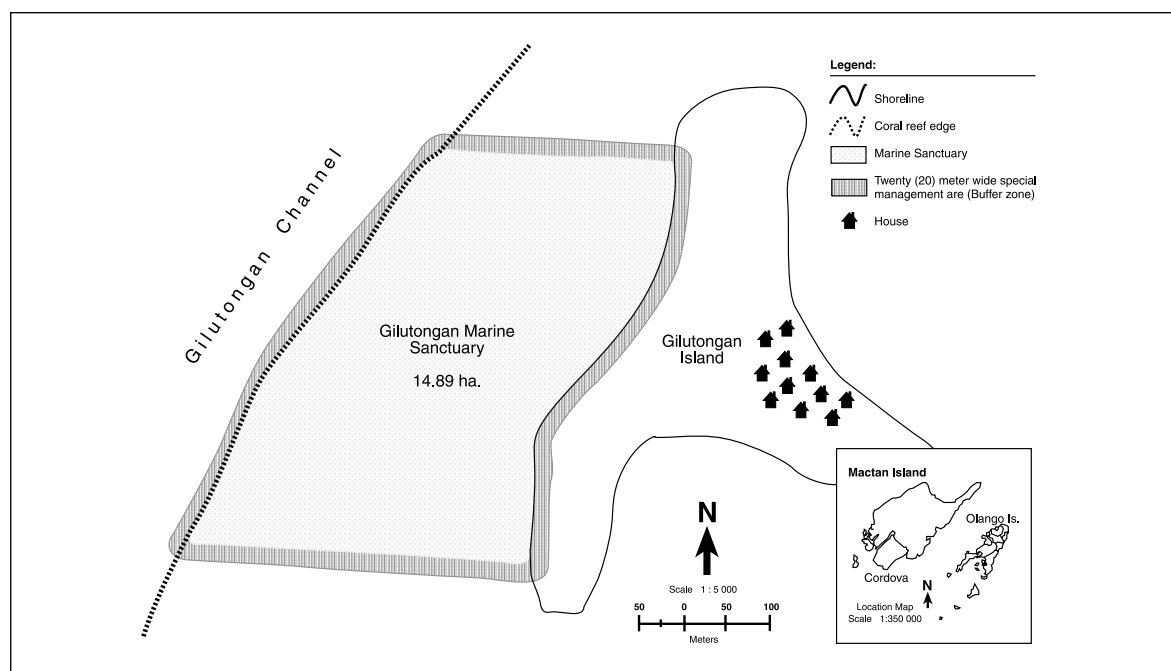 Legend:
Shoreline
Coral reef edge
Marine Sanctuary
Twenty (20) meter wide special
management are (Buffer zone)
House
Gilutongan Channel
Gilutongan Marine
Sanctuary
14.89 ha.
Gilutongan
Island
N
Scale 1 : 5 000
50 0 50 100
Meters
Mactan Island
Olango Is.
Cordova
N
Location Map
Scale 1:350 000